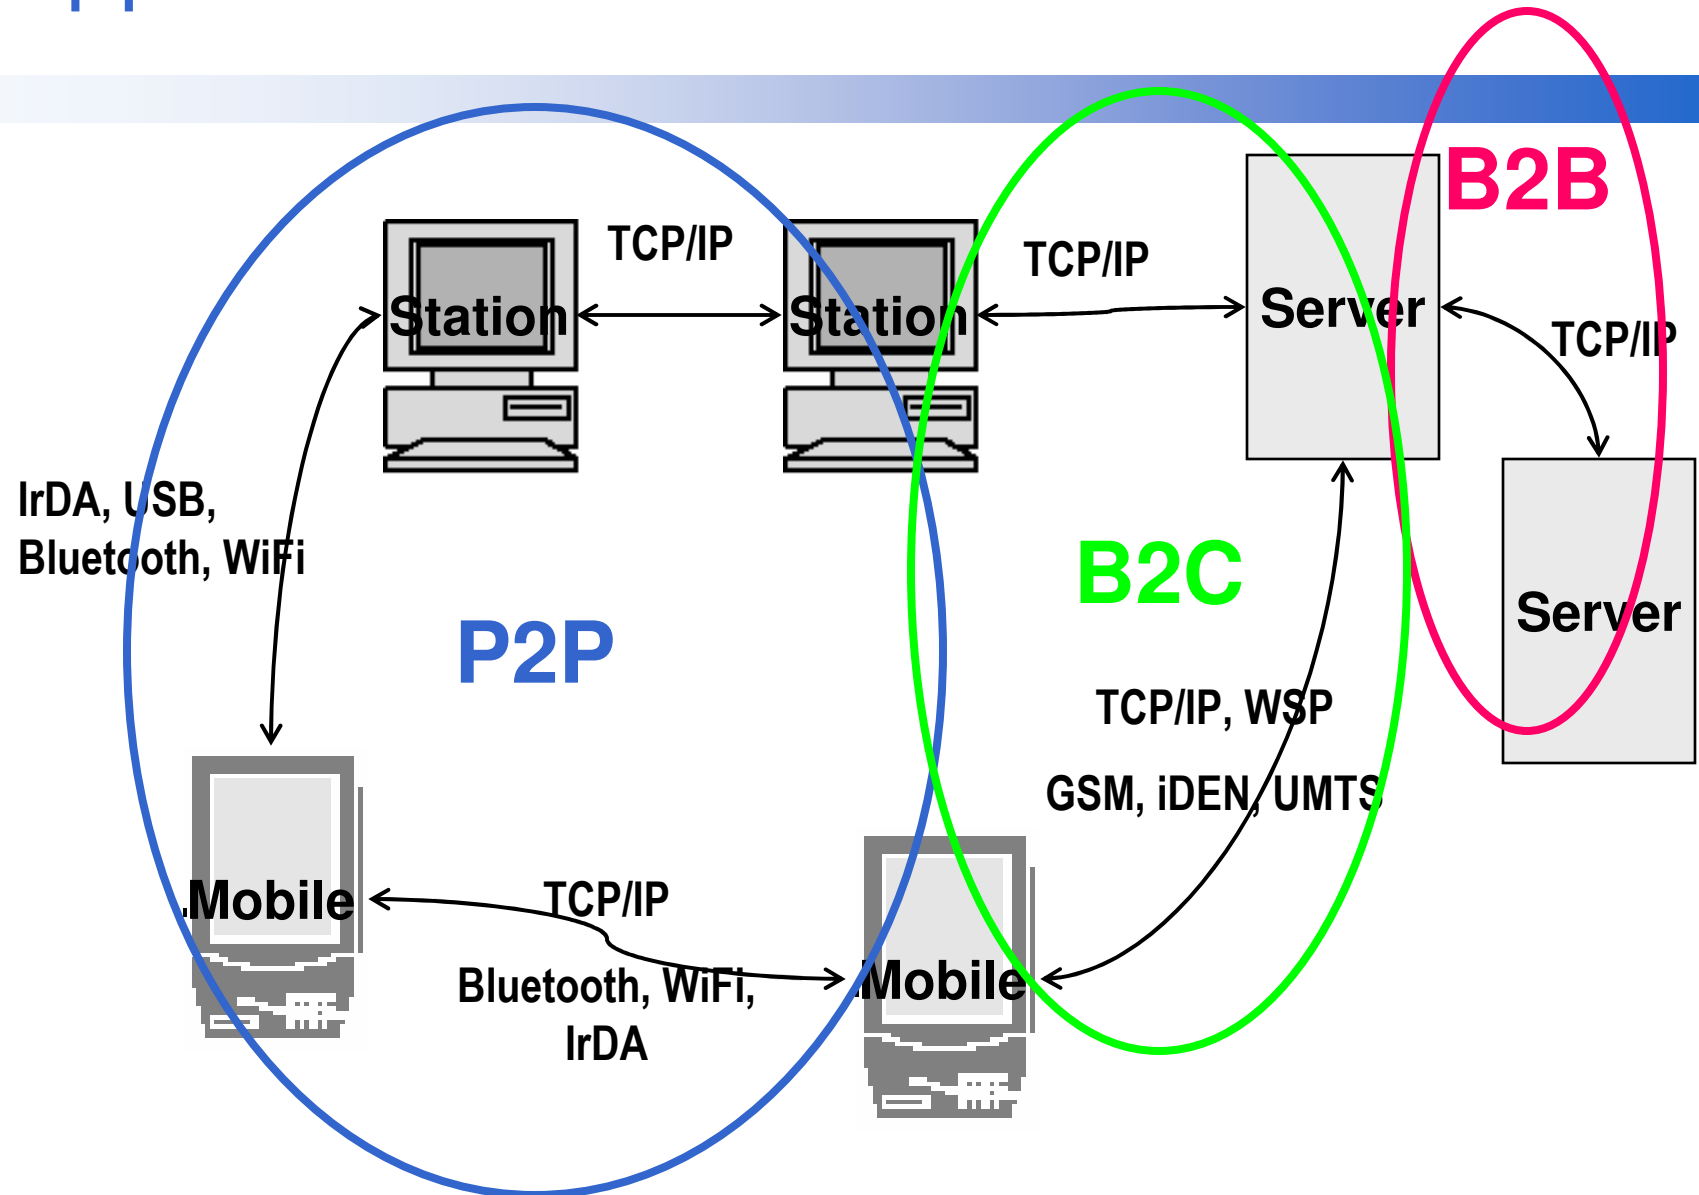 B2B
TCP/IP
TCP/IP
Station
Station
Server
TCP/IP
IrDA, USB,
Bluetooth, WiFi
B2C
Server
P2P
TCP/IP, WSP
GSM, iDEN, UMTS
Mobile
TCP/IP
Mobile
Bluetooth, WiFi,
IrDA